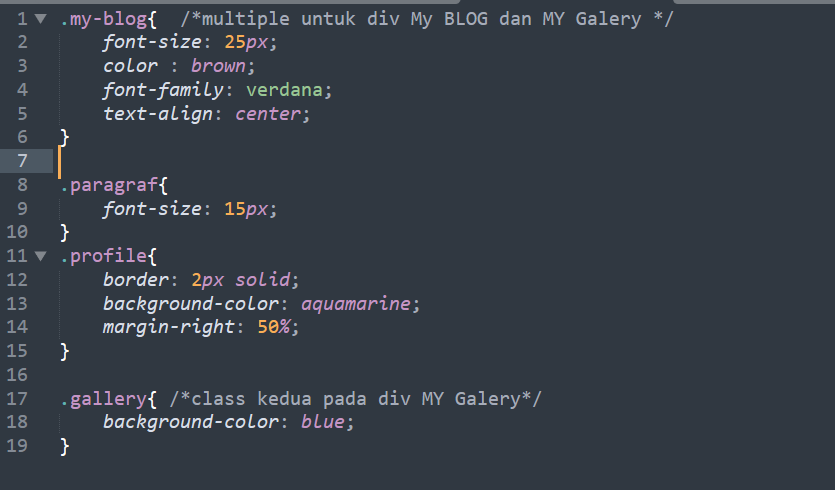 1 .my-blog{  /*multiple untuk div My BLOG dan MY Galery */
2     font-size: 25px;
3     color : brown;
4     font-family: verdana;
5     text-align: center;
6 }
7
8 .paragraf{
9     font-size: 15px;
10 }
11 .profile{
12     border: 2px solid;
13     background-color: aquamarine;
14     margin-right: 50%;
15 }
16
17 .gallery{ /*class kedua pada div MY Galery*/
18     background-color: blue;
19 }